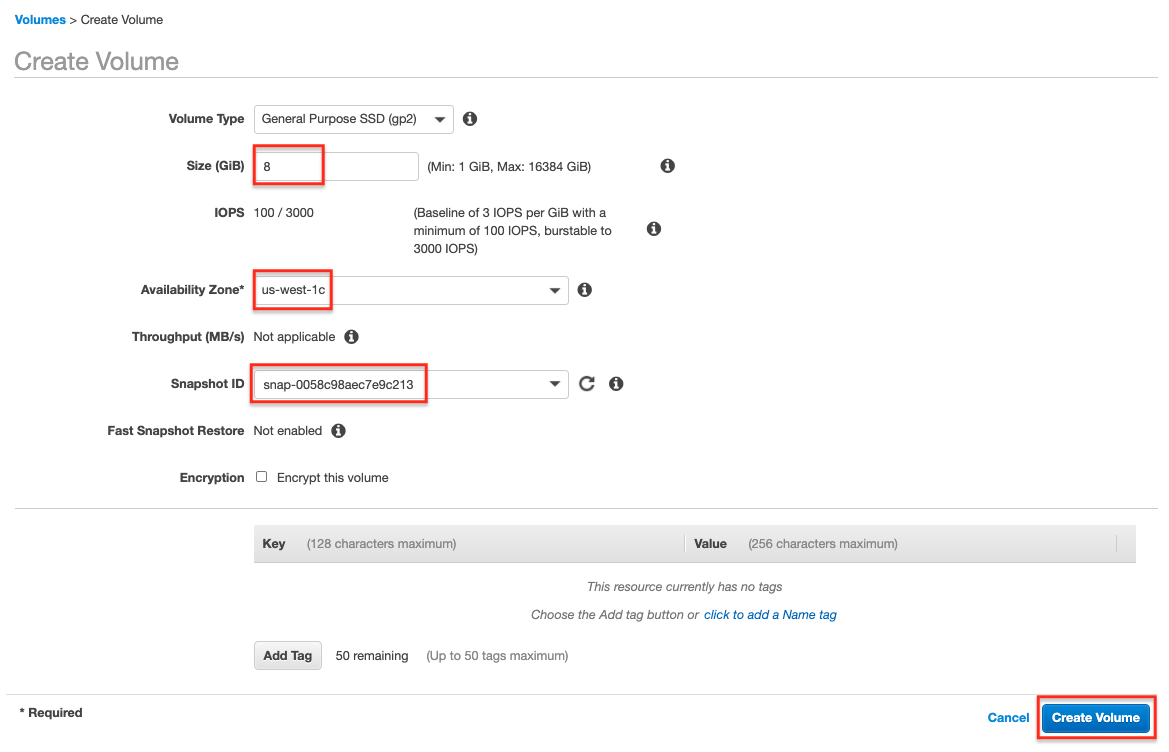 Volumes > Create Volume
Create Volume
Volume Type General Purpose SSD (gp2)
Size (GiB) 8 (Min: 1 GiB, Max: 16384 GiB)
IOPS 100 / 3000 (Baseline of 3 IOPS per GiB with a
minimum of 100 IOPS, burstable to
3000 IOPS)
Availability Zone* us-west-1c
Throughput (MB/s) Not applicable
Snapshot ID snap-0058c98aec7e9c213
Fast Snapshot Restore Not enabled
Encryption Encrypt this volume
Key (128 characters maximum) Value (256 characters maximum)
This resource currently has no tags
Choose the Add tag button or click to add a Name tag
Add Tag 50 remaining (Up to 50 tags maximum)
* Required
Cancel Create Volume